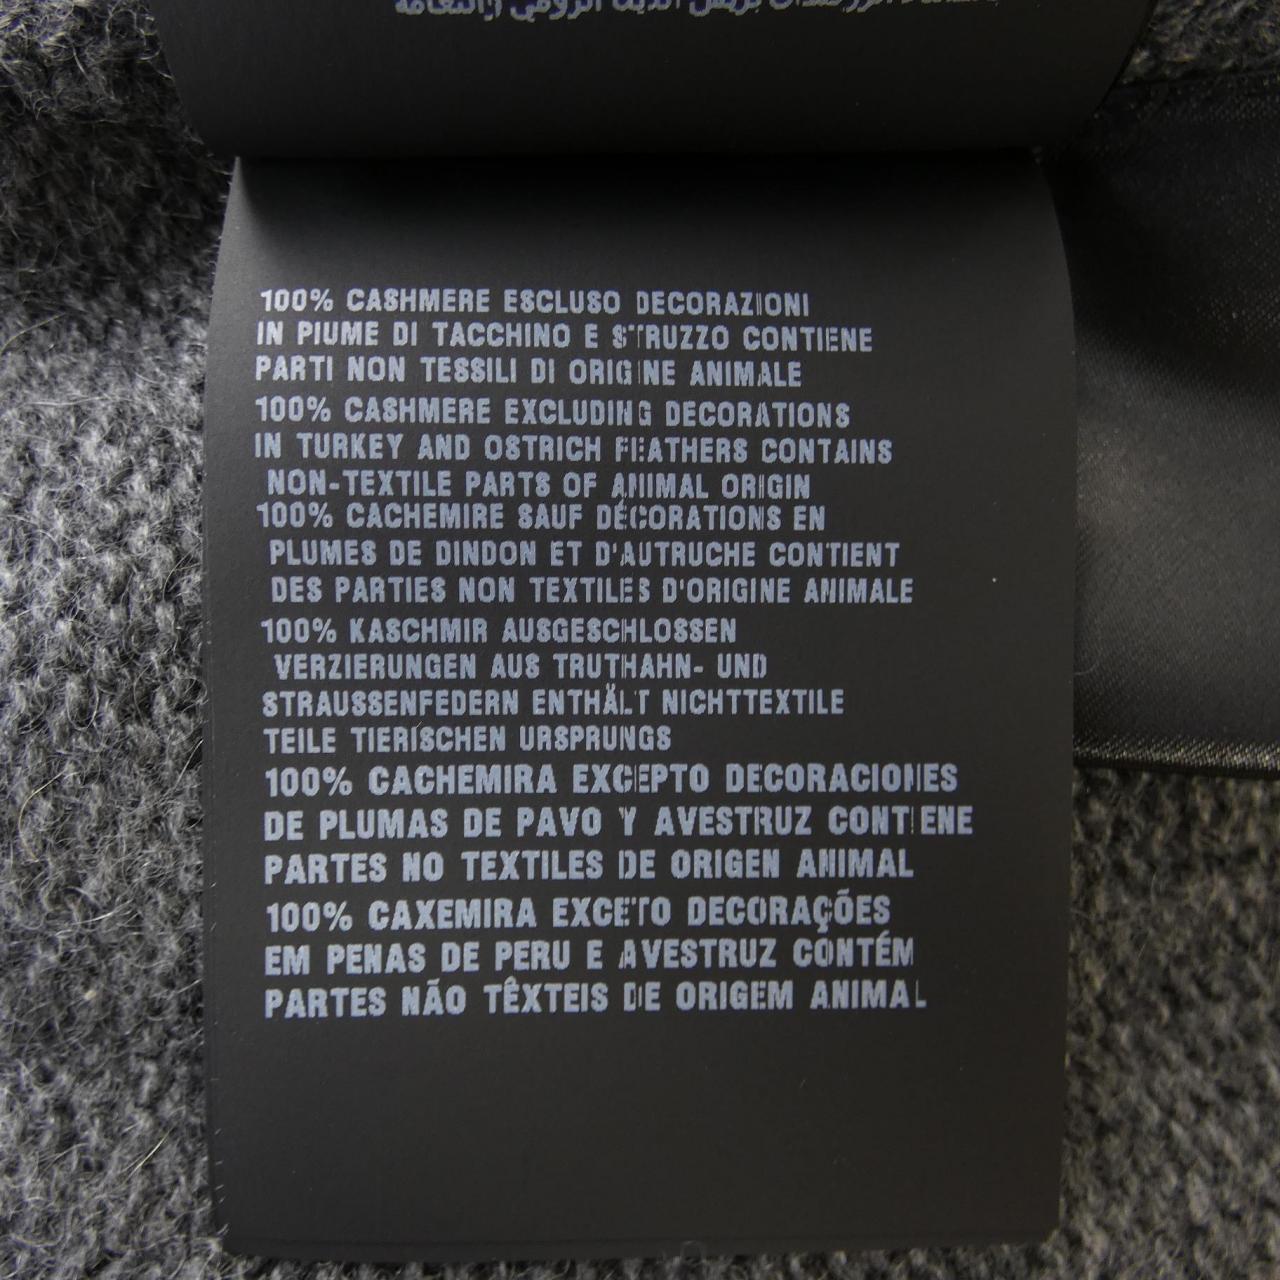 الرومي والنعامة
100% CASHMERE ESCLUSO DECORAZIONI
IN PIUME DI TACCHINO E STRUZZO CONTIENE
PARTI NON TESSILI DI ORIGINE ANIMALE
100% CASHMERE EXCLUDING DECORATIONS
IN TURKEY AND OSTRICH FEATHERS CONTAINS
NON-TEXTILE PARTS OF ANIMAL ORIGIN
100% CACHEMIRE SAUF DÉCORATIONS EN
PLUMES DE DINDON ET D'AUTRUCHE CONTIENT
DES PARTIES NON TEXTILES D'ORIGINE ANIMALE
100% KASCHMIR AUSGESCHLOSSEN
VERZIERUNGEN AUS TRUTHAHN- UND
STRAUSSENFEDERN ENTHÄLT NICHTTEXTILE
TEILE TIERISCHEN URSPRUNGS
100% CACHEMIRA EXCEPTO DECORACIONES
DE PLUMAS DE PAVO Y AVESTRUZ CONTIENE
PARTES NO TEXTILES DE ORIGEN ANIMAL
100% CAXEMIRA EXCETO DECORAÇÕES
EM PENAS DE PERU E AVESTRUZ CONTÉM
PARTES NÃO TÊXTEIS DE ORIGEM ANIMAL